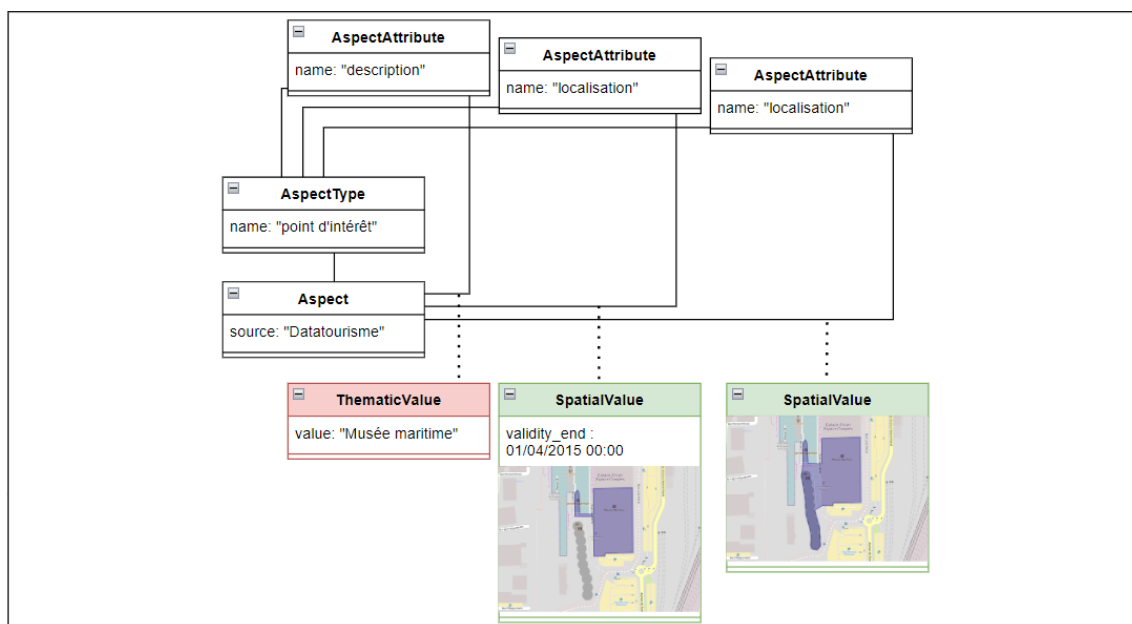 AspectAttribute
name: "description"
AspectAttribute
name: "localisation"
AspectAttribute
name: "localisation"
AspectType
name: "point d'intérêt"
Aspect
source: "Datatourisme"
ThematicValue
value: "Musée maritime"
SpatialValue
validity_end :
01/04/2015 00:00
SpatialValue